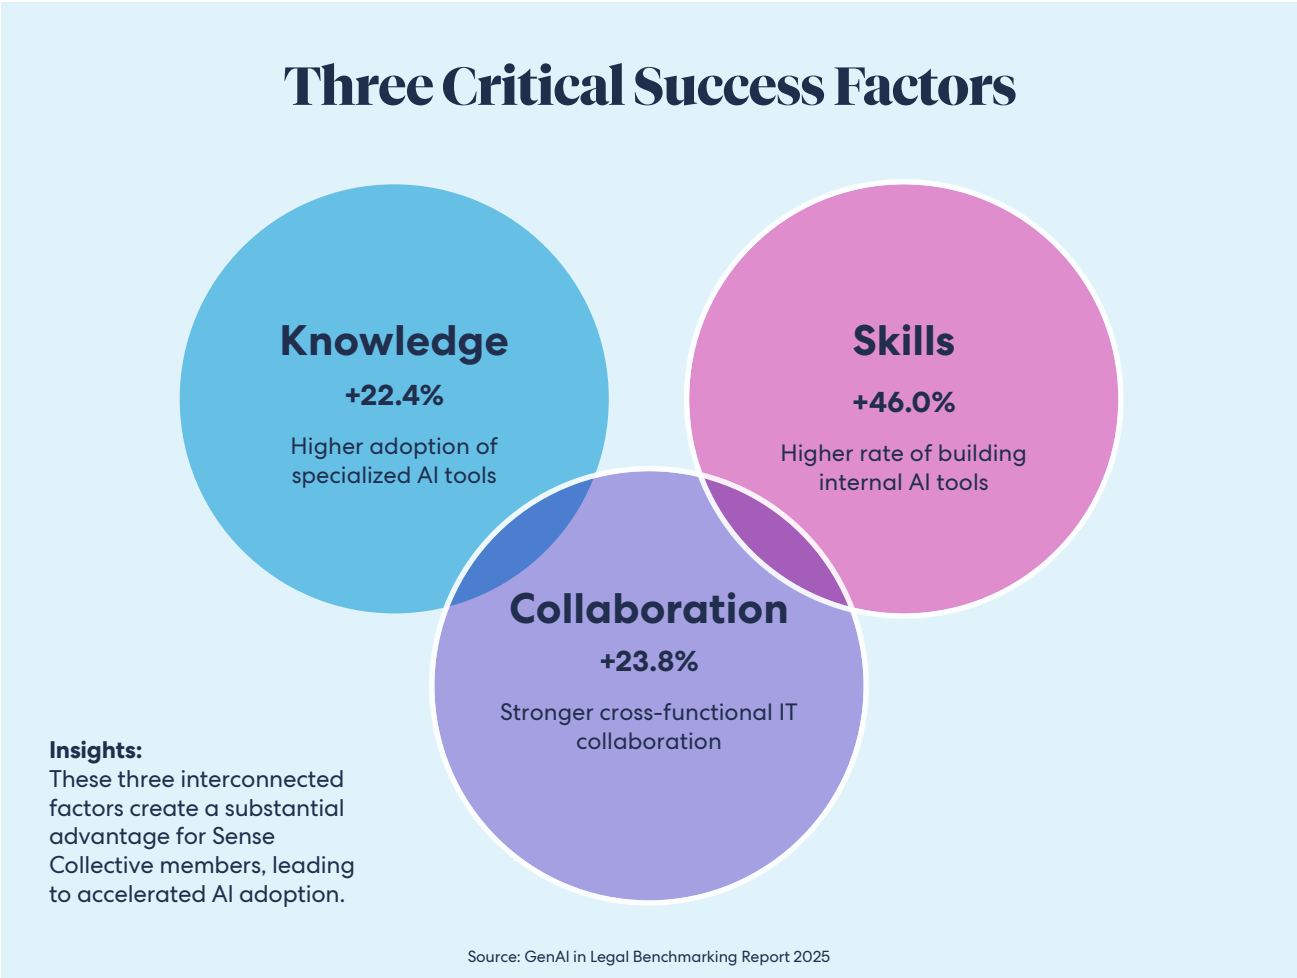 Three Critical Success Factors
Knowledge
+22.4%
Higher adoption of
specialized AI tools
Skills
+46.0%
Higher rate of building
internal AI tools
Collaboration
+23.8%
Stronger cross-functional IT
collaboration
Insights:
These three interconnected
factors create a substantial
advantage for Sense
Collective members, leading
to accelerated AI adoption.
Source: GenAI in Legal Benchmarking Report 2025